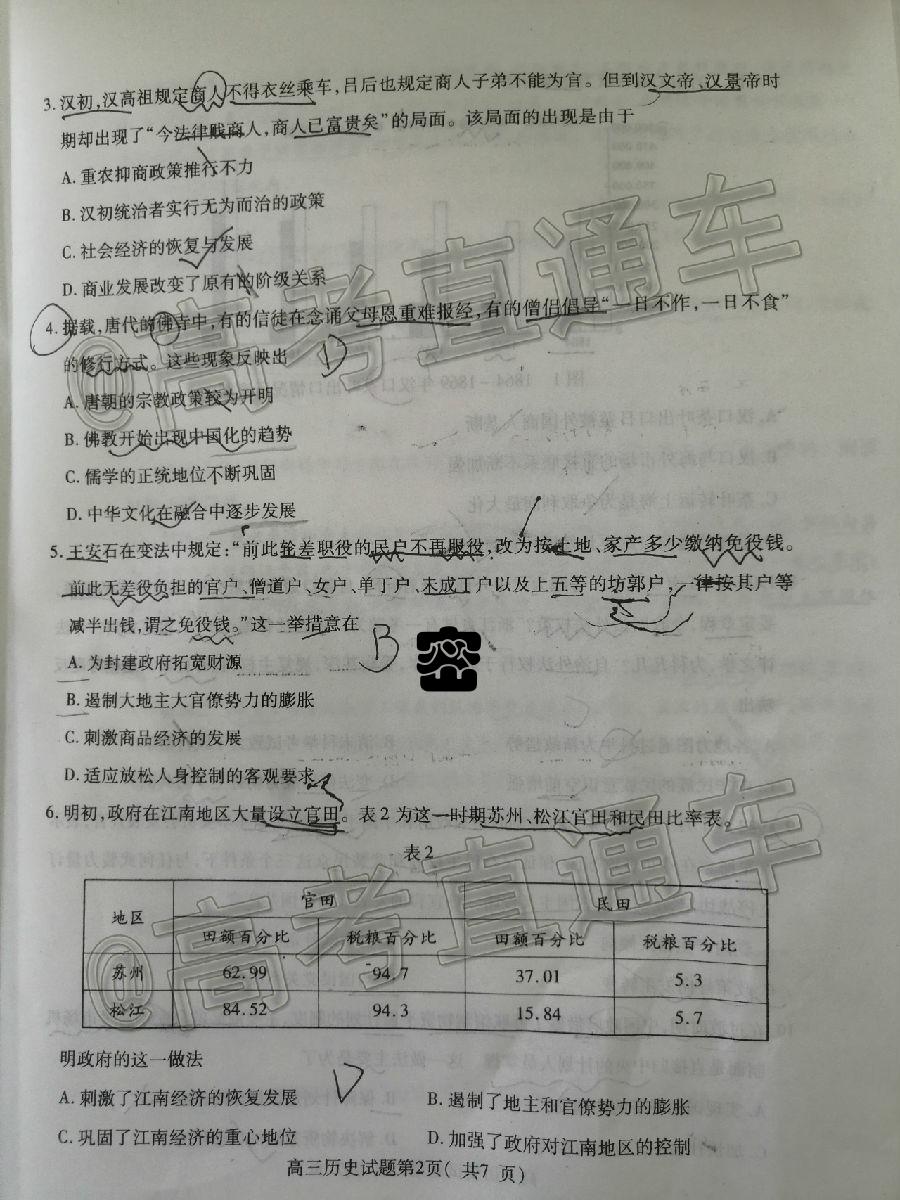 3.汉初,汉高祖规定商人不得衣丝乘车,吕后也规定商人子弟不能为官。但到汉文帝、汉景帝时
期却出现了“今法律贱商人,商人已富贵矣”的局面。该局面的出现是由于
A.重农抑商政策推行不力
B.汉初统治者实行无为而治的政策
C.社会经济的恢复与发展
D.商业发展改变了原有的阶级关系
4.据载,唐代的佛寺中,有的信徒在念诵父母恩重难报经,有的僧侣倡导“一日不作,一日不食”
的修行方式。这些现象反映出 D
A.唐朝的宗教政策较为开明
B.佛教开始出现中国化的趋势
C.儒学的正统地位不断巩固
D.中华文化在融合中逐步发展
5.王安石在变法中规定:“前此轮差职役的民户不再服役,改为按土地、家产多少缴纳免役钱。
前此无差役负担的官户、僧道户、女户、单丁户、未成丁户以及上五等的坊郭户,一律按其户等
减半出钱,谓之免役钱。”这一举措意在 B
A.为封建政府拓宽财源
B.遏制大地主大官僚势力的膨胀
C.刺激商品经济的发展
D.适应放松人身控制的客观要求
6.明初,政府在江南地区大量设立官田。表2为这一时期苏州、松江官田和民田比率表。
表2
地区 官田 民田
田额百分比 税粮百分比 田额百分比 税粮百分比
苏州 62.99 94.7 37.01 5.3
松江 84.52 94.3 15.84 5.7
明政府的这一做法
A.刺激了江南经济的恢复发展 B.遏制了地主和官僚势力的膨胀
C.巩固了江南经济的重心地位 D.加强了政府对江南地区的控制
高三历史试题第2页(共7 页)
@高考直通车
@高考直通车